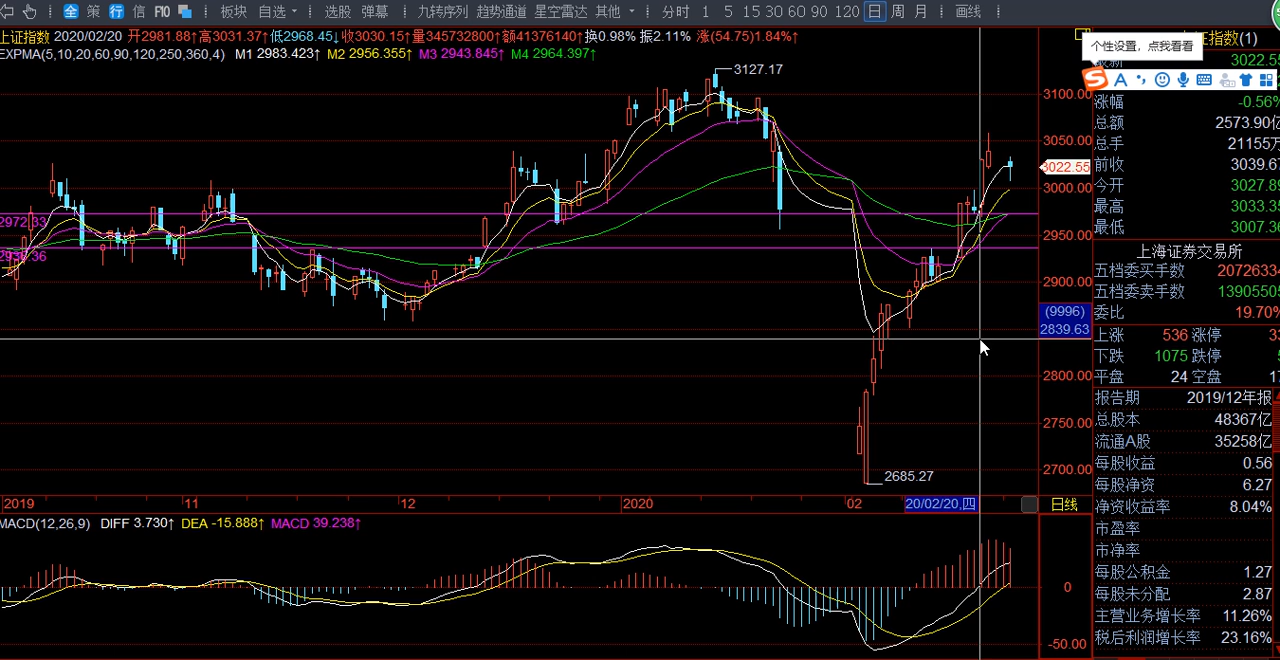 全 策 行 信 F10 板块 自选 选股 弹幕 九转序列 趋势通道 星空雷达 其他 分时 1 5 15 30 60 90 120 日 周 月 画线
上证指数 2020/02/20 开2981.88↑高3031.37↑低2968.45↓收3030.15↑量345732800↑额41376140↑换0.98% 振2.11% 涨(54.75)1.84%↑
EXPMA(5,10,20,60,90,120,250,360,4) M1 2983.423↑ M2 2956.355↑ M3 2943.845↑ M4 2964.397↑
个性设置，点我看看
证指数(1)
最新 3022.55
3127.17
3100.00
3050.00
3022.55
3000.00
2972.33
2950.00
2936.36
2900.00
(9996)
2839.63
2800.00
2750.00
2700.00
2685.27
2019 11 12 2020 02 20/02/20,四 日线
MACD(12,26,9) DIFF 3.730↑ DEA -15.888↑ MACD 39.238↑
0
-50.00
涨幅 -0.56%
总额 2573.90亿
总手 21155万
前收 3039.67
今开 3027.89
最高 3033.35
最低 3007.36
上海证券交易所
五档委买手数 20726334
五档委卖手数 13905505
委比 19.70%
上涨 536 涨停 33
下跌 1075 跌停
平盘 24 空盘 17
报告期 2019/12年报
总股本 48367亿
流通A股 35258亿
每股收益 0.56
每股净资 6.27
净资收益率 8.04%
市盈率
市净率
每股公积金 1.27
每股未分配 2.87
主营业务增长率 11.26%
税后利润增长率 23.16%